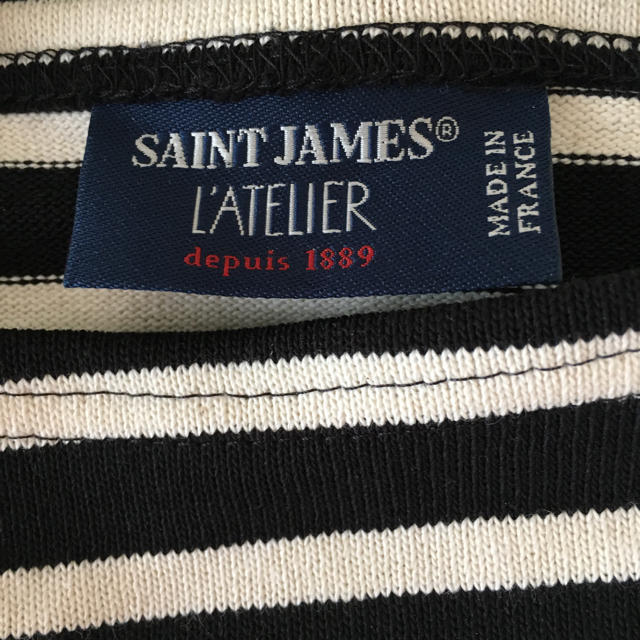 SAINT JAMES®
L'ATELIER
depuis 1889
MADE IN
FRANCE